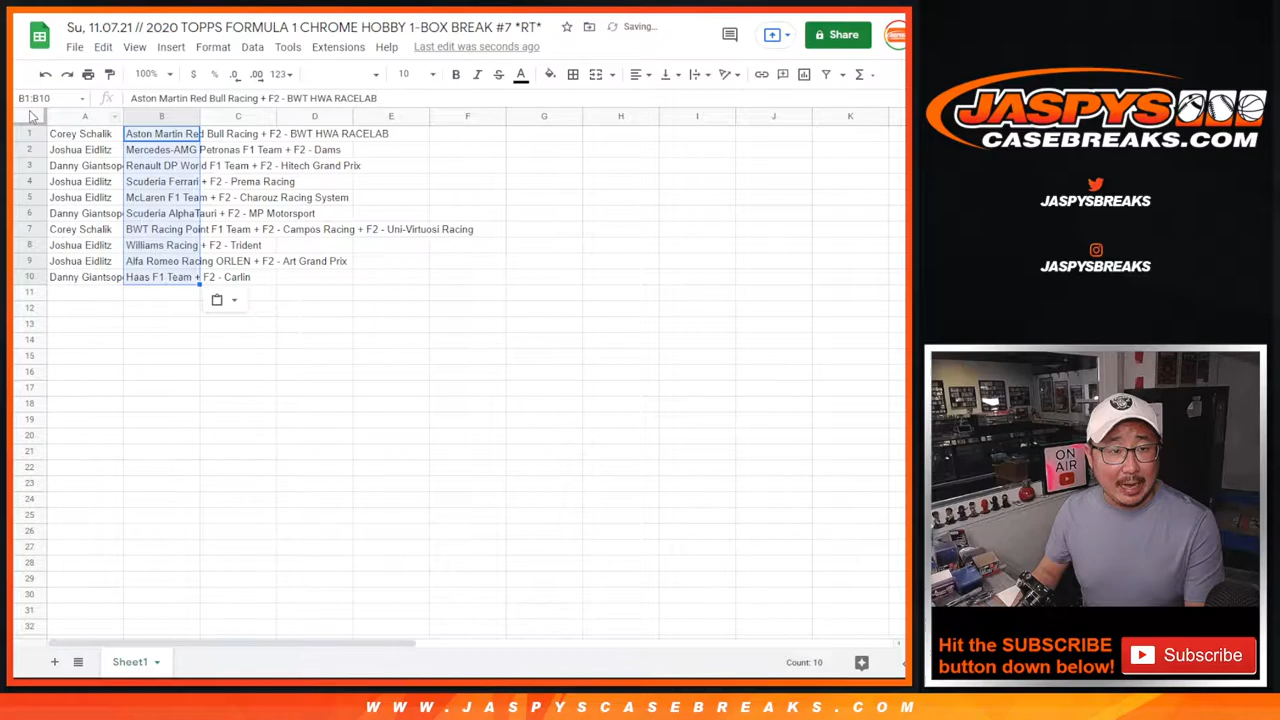 Su, 11.07.21 // 2020 TOPPS FORMULA 1 CHROME HOBBY 1-BOX BREAK #7 *RT*
Saving...
Share
File Edit View Insert Format Data Tools Extensions Help Last edit was seconds ago
100% $ % .0 .00 123 10 B I S A
B1:B10 fx Aston Martin Red Bull Racing + F2 - BWT HWA RACELAB
A B C D E F G H I J K
1 Corey Schalik Aston Martin Red Bull Racing + F2 - BWT HWA RACELAB
2 Joshua Eidlitz Mercedes-AMG Petronas F1 Team + F2 - Dams
3 Danny Giantsopo Renault DP World F1 Team + F2 - Hitech Grand Prix
4 Joshua Eidlitz Scuderia Ferrari + F2 - Prema Racing
5 Joshua Eidlitz McLaren F1 Team + F2 - Charouz Racing System
6 Danny Giantsopo Scuderia AlphaTauri + F2 - MP Motorsport
7 Corey Schalik BWT Racing Point F1 Team + F2 - Campos Racing + F2 - Uni-Virtuosi Racing
8 Joshua Eidlitz Williams Racing + F2 - Trident
9 Joshua Eidlitz Alfa Romeo Racing ORLEN + F2 - Art Grand Prix
10 Danny Giantsopo Haas F1 Team + F2 - Carlin
11
12
13
14
15
16
17
18
19
20
21
22
23
24
25
26
27
28
29
30
31
32
Sheet1
Count: 10
JASPYS
CASEBREAKS.COM
JASPYSBREAKS
JASPYSBREAKS
ON
AIR
Hit the SUBSCRIBE
button down below!
Subscribe
WWW.JASPYSCASEBREAKS.COM